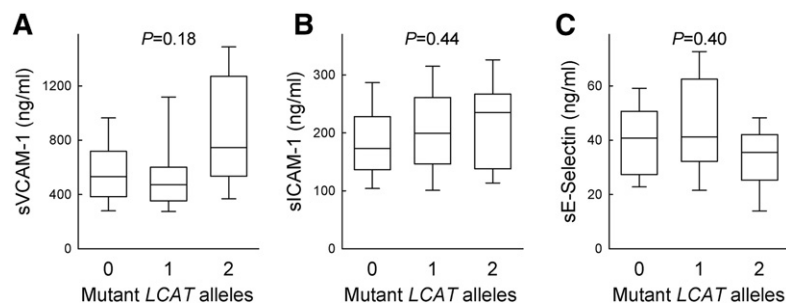 A
P=0.18
sVCAM-1 (ng/ml)
1200
800
400
0
0 1 2
Mutant LCAT alleles
B
P=0.44
sICAM-1 (ng/ml)
300
200
100
0
0 1 2
Mutant LCAT alleles
C
P=0.40
sE-Selectin (ng/ml)
60
40
20
0
0 1 2
Mutant LCAT alleles